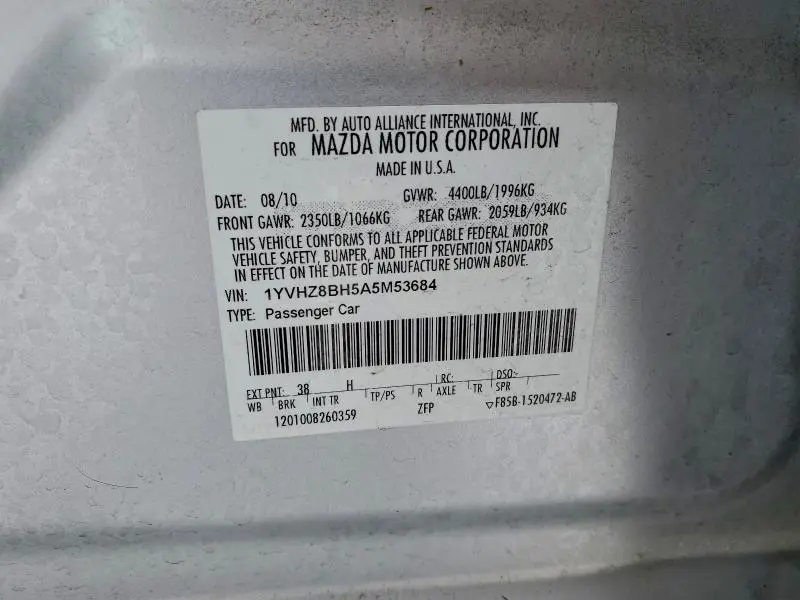 MFD. BY AUTO ALLIANCE INTERNATIONAL, INC.
FOR MAZDA MOTOR CORPORATION
MADE IN U.S.A.
DATE: 08/10 GVWR: 4400LB/1996KG
FRONT GAWR: 2350LB/1066KG REAR GAWR: 2059LB/934KG
THIS VEHICLE CONFORMS TO ALL APPLICABLE FEDERAL MOTOR
VEHICLE SAFETY, BUMPER, AND THEFT PREVENTION STANDARDS
IN EFFECT ON THE DATE OF MANUFACTURE SHOWN ABOVE.
VIN: 1YVHZ8BH5A5M53684
TYPE: Passenger Car
EXT PNT: 38 H RC: DSO:
WB BRK INT TR TP/PS R AXLE TR SPR
1201008260359 ZFP ▽F85B-1520472-AB